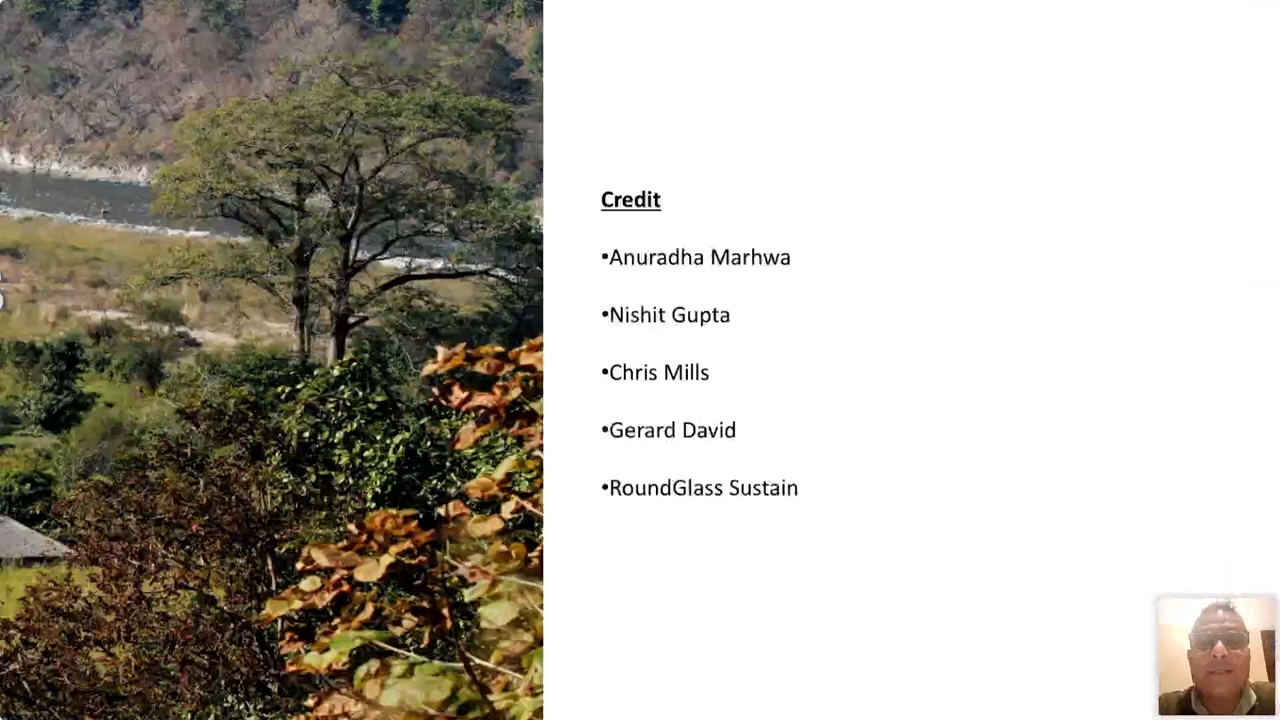 Credit
•Anuradha Marhwa
•Nishit Gupta
•Chris Mills
•Gerard David
•RoundGlass Sustain